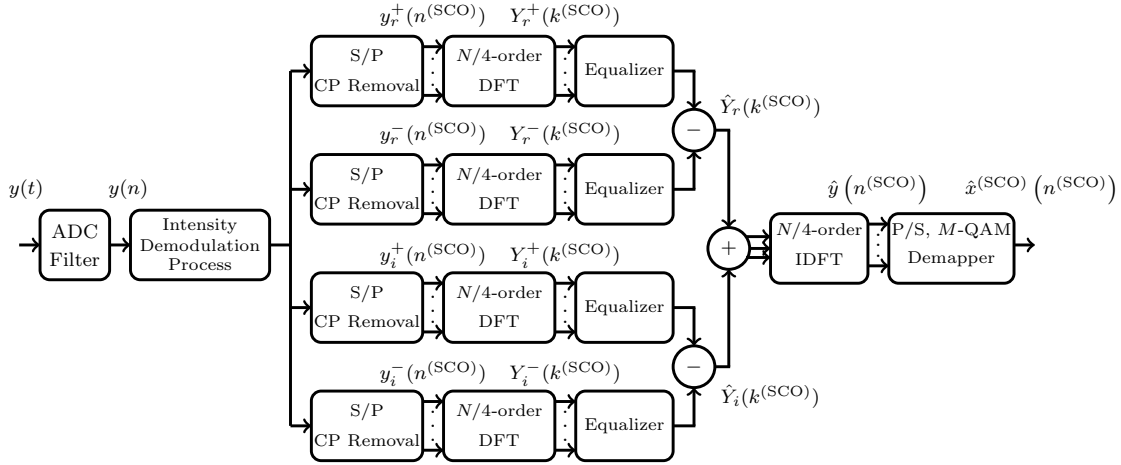 y_r^+(n^(SCO)) Y_r^+(k^(SCO))
S/P
CP Removal
N/4-order
DFT
Equalizer
−
Ŷ_r(k^(SCO))
y_r^-(n^(SCO)) Y_r^-(k^(SCO))
S/P
CP Removal
N/4-order
DFT
Equalizer
y(t)
ADC
Filter
y(n)
Intensity
Demodulation
Process
+
N/4-order
IDFT
ŷ(n^(SCO))
P/S, M-QAM
Demapper
x̂^(SCO)(n^(SCO))
y_i^+(n^(SCO)) Y_i^+(k^(SCO))
S/P
CP Removal
N/4-order
DFT
Equalizer
−
Ŷ_i(k^(SCO))
y_i^-(n^(SCO)) Y_i^-(k^(SCO))
S/P
CP Removal
N/4-order
DFT
Equalizer